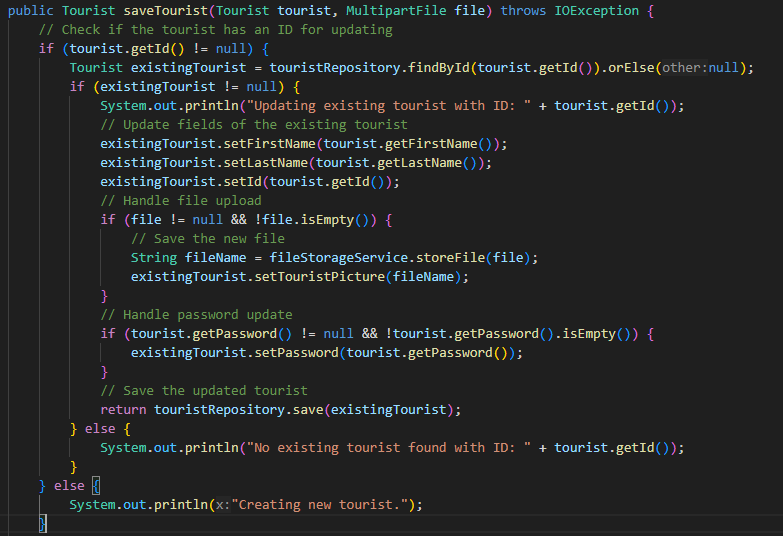 public Tourist saveTourist(Tourist tourist, MultipartFile file) throws IOException {
// Check if the tourist has an ID for updating
if (tourist.getId() != null) {
Tourist existingTourist = touristRepository.findById(tourist.getId()).orElse(other:null);
if (existingTourist != null) {
System.out.println("Updating existing tourist with ID: " + tourist.getId());
// Update fields of the existing tourist
existingTourist.setFirstName(tourist.getFirstName());
existingTourist.setLastName(tourist.getLastName());
existingTourist.setId(tourist.getId());
// Handle file upload
if (file != null && !file.isEmpty()) {
// Save the new file
String fileName = fileStorageService.storeFile(file);
existingTourist.setTouristPicture(fileName);
}
// Handle password update
if (tourist.getPassword() != null && !tourist.getPassword().isEmpty()) {
existingTourist.setPassword(tourist.getPassword());
}
// Save the updated tourist
return touristRepository.save(existingTourist);
} else {
System.out.println("No existing tourist found with ID: " + tourist.getId());
}
} else {
System.out.println(x:"Creating new tourist.");
}